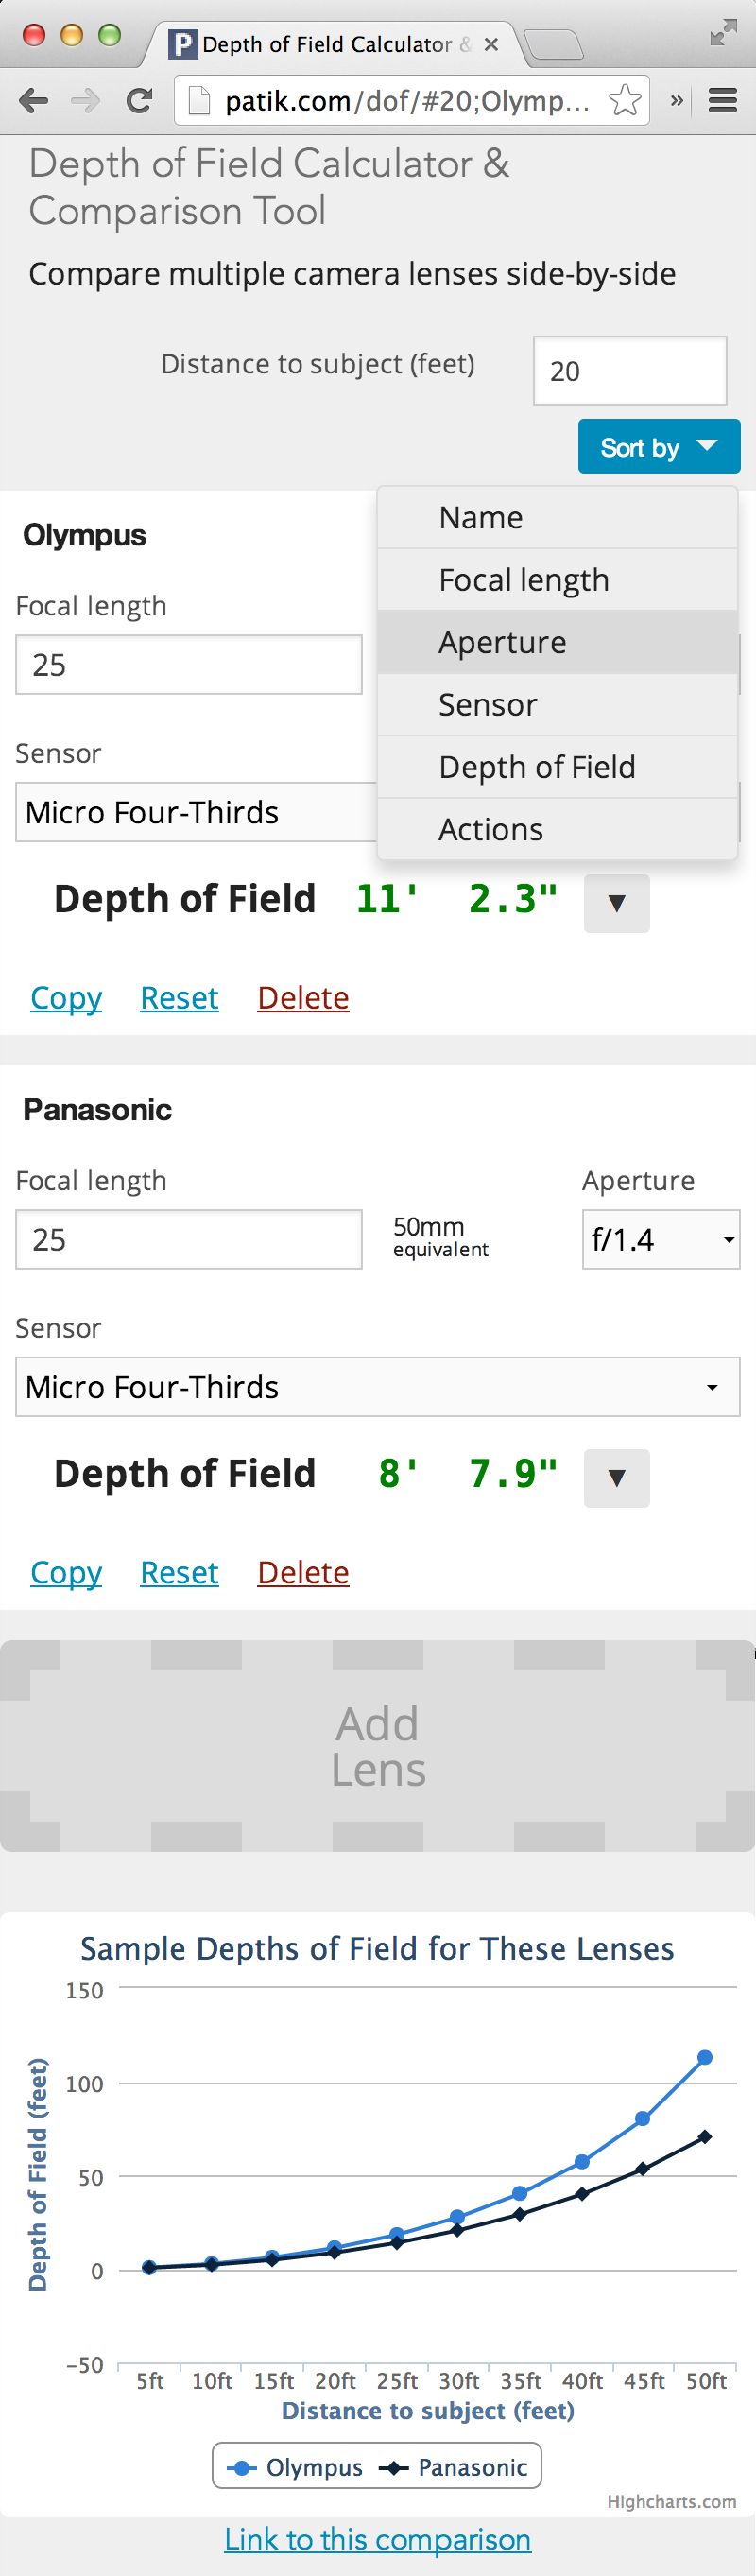 Depth of Field Calculator &
patik.com/dof/#20;Olymp...
»
Depth of Field Calculator &
Comparison Tool
Compare multiple camera lenses side-by-side
Distance to subject (feet)
20
Sort by
Name
Focal length
Aperture
Sensor
Depth of Field
Actions
Olympus
Focal length
25
Sensor
Micro Four-Thirds
Depth of Field 11' 2.3"
Copy Reset Delete
Panasonic
Focal length
Aperture
25
50mm
equivalent
f/1.4
Sensor
Micro Four-Thirds
Depth of Field 8' 7.9"
Copy Reset Delete
Add
Lens
Sample Depths of Field for These Lenses
Depth of Field (feet)
150
100
50
0
-50
5ft 10ft 15ft 20ft 25ft 30ft 35ft 40ft 45ft 50ft
Distance to subject (feet)
Olympus Panasonic
Highcharts.com
Link to this comparison